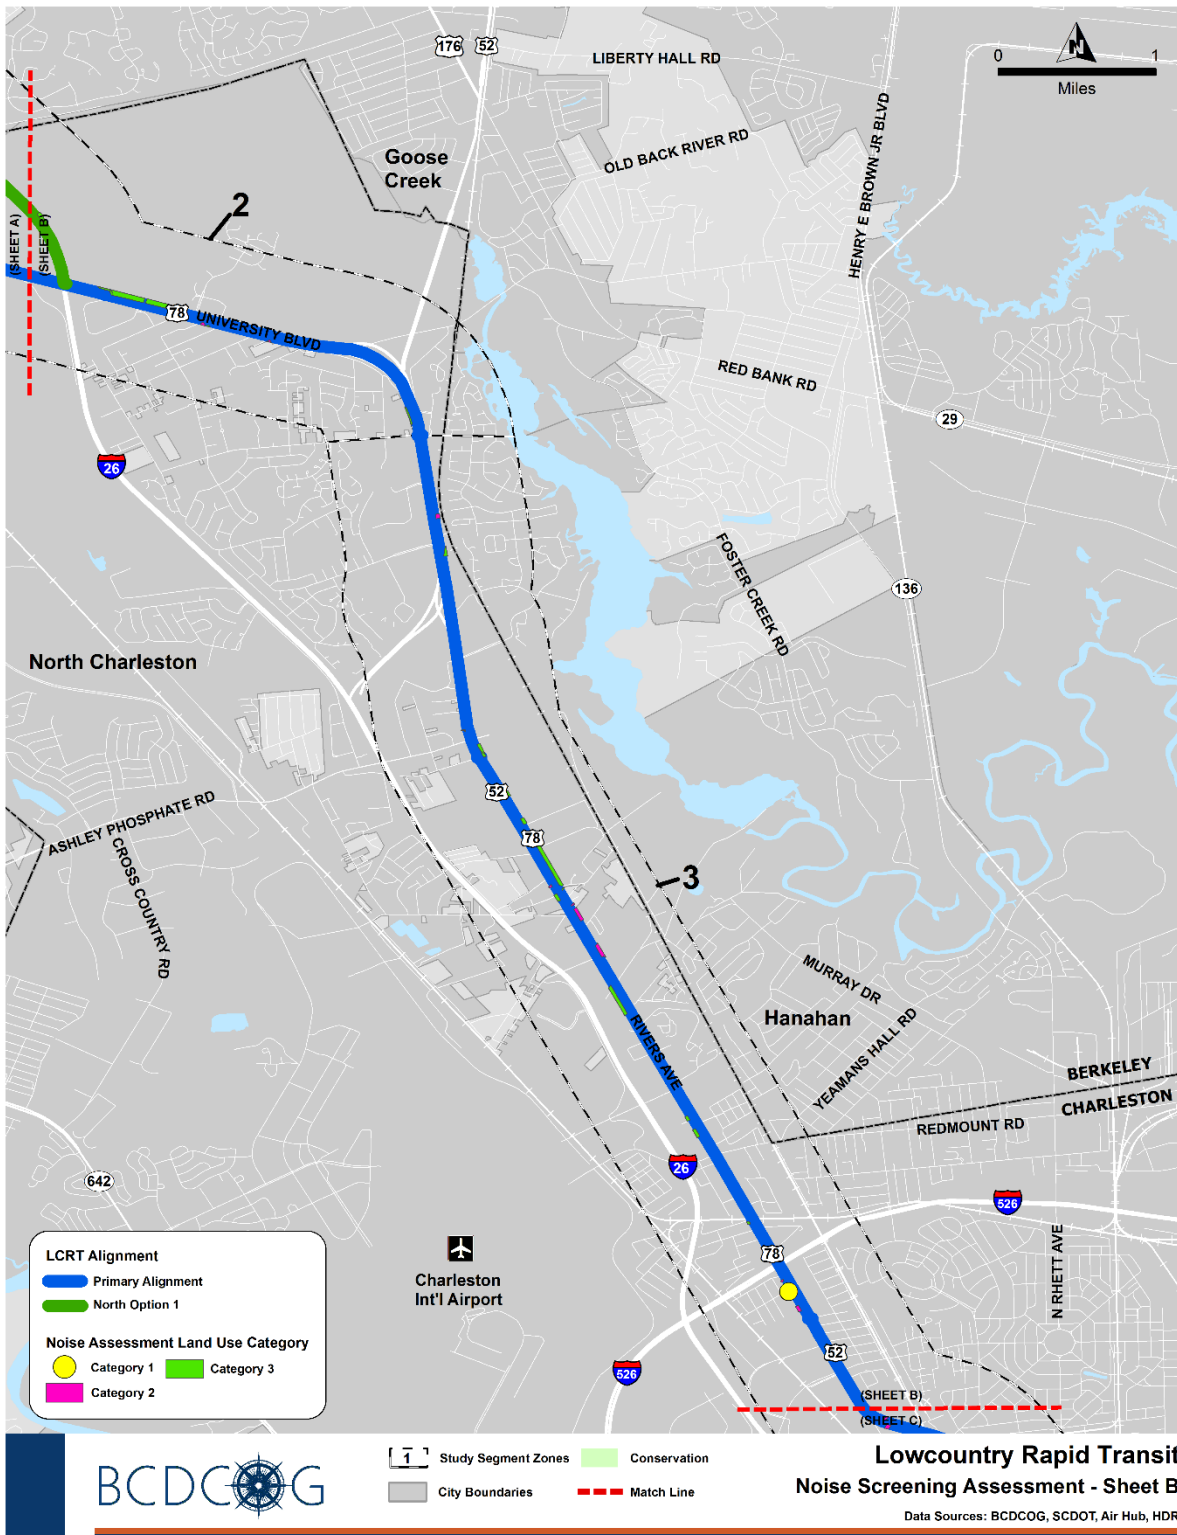 176
52
LIBERTY HALL RD
N
0
1
Miles
HENRY E BROWN JR BLVD
OLD BACK RIVER RD
Goose
Creek
2
(SHEET A)
(SHEET B)
78
UNIVERSITY BLVD
RED BANK RD
29
26
FOSTER CREEK RD
136
North Charleston
52
78
ASHLEY PHOSPHATE RD
CROSS COUNTRY RD
3
MURRAY DR
Hanahan
YEAMANS HALL RD
RIVERS AVE
BERKELEY
CHARLESTON
REDMOUNT RD
26
642
526
78
N RHETT AVE
Charleston
Int'l Airport
52
526
(SHEET B)
(SHEET C)
LCRT Alignment
Primary Alignment
North Option 1
Noise Assessment Land Use Category
Category 1
Category 3
Category 2
BCDCOG
1
Study Segment Zones
Conservation
City Boundaries
Match Line
Lowcountry Rapid Transit
Noise Screening Assessment - Sheet B
Data Sources: BCDCOG, SCDOT, Air Hub, HDR